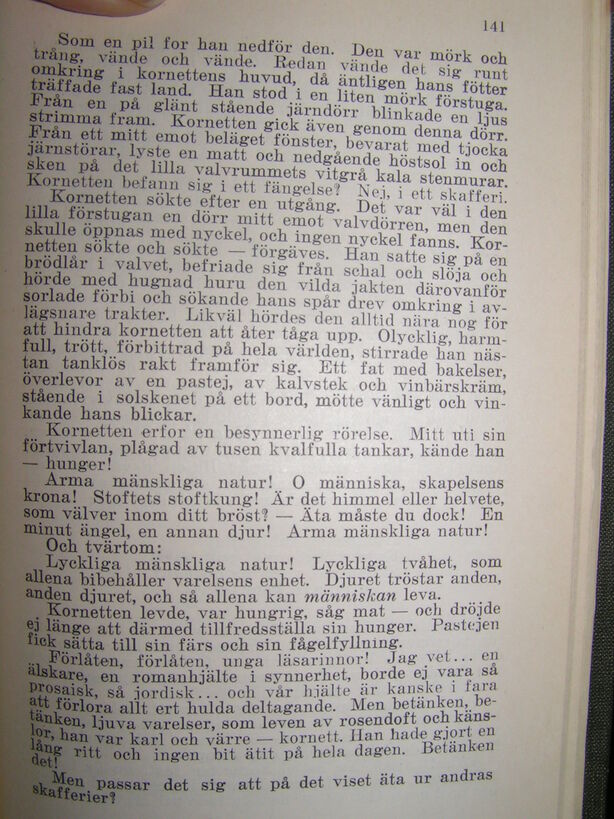 141
Som en pil for han nedför den. Den var mörk och
trång, vände och vände. Redan vände det sig runt
omkring i kornettens huvud, då äntligen hans fötter
träffade fast land. Han stod i en liten mörk förstuga.
Från en på glänt stående järndörr blinkade en ljus
strimma fram. Kornetten gick även genom denna dörr.
Från ett mitt emot beläget fönster, bevarat med tjocka
järnstörar, lyste en matt och nedgående höstsol in och
sken på det lilla valvrummets vitgrå kala stenmurar.
Kornetten befann sig i ett fängelse? Nej, i ett skafferi.
Kornetten sökte efter en utgång. Det var väl i den
lilla förstugan en dörr mitt emot valvdörren, men den
skulle öppnas med nyckel, och ingen nyckel fanns. Kor-
netten sökte och sökte — förgäves. Han satte sig på en
brödlår i valvet, befriade sig från schal och slöja och
hörde med hugnad huru den vilda jakten därovanför
sorlade förbi och sökande hans spår drev omkring i av-
lägsnare trakter. Likväl hördes den alltid nära nog för
att hindra kornetten att åter tåga upp. Olycklig, harm-
full, trött, förbittrad på hela världen, stirrade han näs-
tan tanklös rakt framför sig. Ett fat med bakelser,
överlevor av en pastej, av kalvstek och vinbärskräm,
stående i solskenet på ett bord, mötte vänligt och vin-
kande hans blickar.
Kornetten erfor en besynnerlig rörelse. Mitt uti sin
förtvivlan, plågad av tusen kvalfulla tankar, kände han
— hunger!
Arma mänskliga natur! O människa, skapelsens
krona! Stoftets stoftkung! Är det himmel eller helvete,
som välver inom ditt bröst? — Äta måste du dock! En
minut ängel, en annan djur! Arma mänskliga natur!
Och tvärtom:
Lyckliga mänskliga natur! Lyckliga tvåhet, som
allena bibehåller varelsens enhet. Djuret tröstar anden,
anden djuret, och så allena kan människan leva.
Kornetten levde, var hungrig, såg mat — och dröjde
ej länge att därmed tillfredsställa sin hunger. Pastejen
fick sätta till sin färs och sin fågelfyllning.
Förlåten, förlåten, unga läsarinnor! Jag vet... en
älskare, en romanhjälte i synnerhet, borde ej vara så
prosaisk, så jordisk... och vår hjälte är kanske i fara
att förlora allt ert hulda deltagande. Men betänken, be-
tänken, ljuva varelser, som leven av rosendoft och käns-
lor, han var karl och värre — kornett. Han hade gjort en
lång ritt och ingen bit ätit på hela dagen. Betänken
det!
Men passar det sig att på det viset äta ur andras
skafferier?